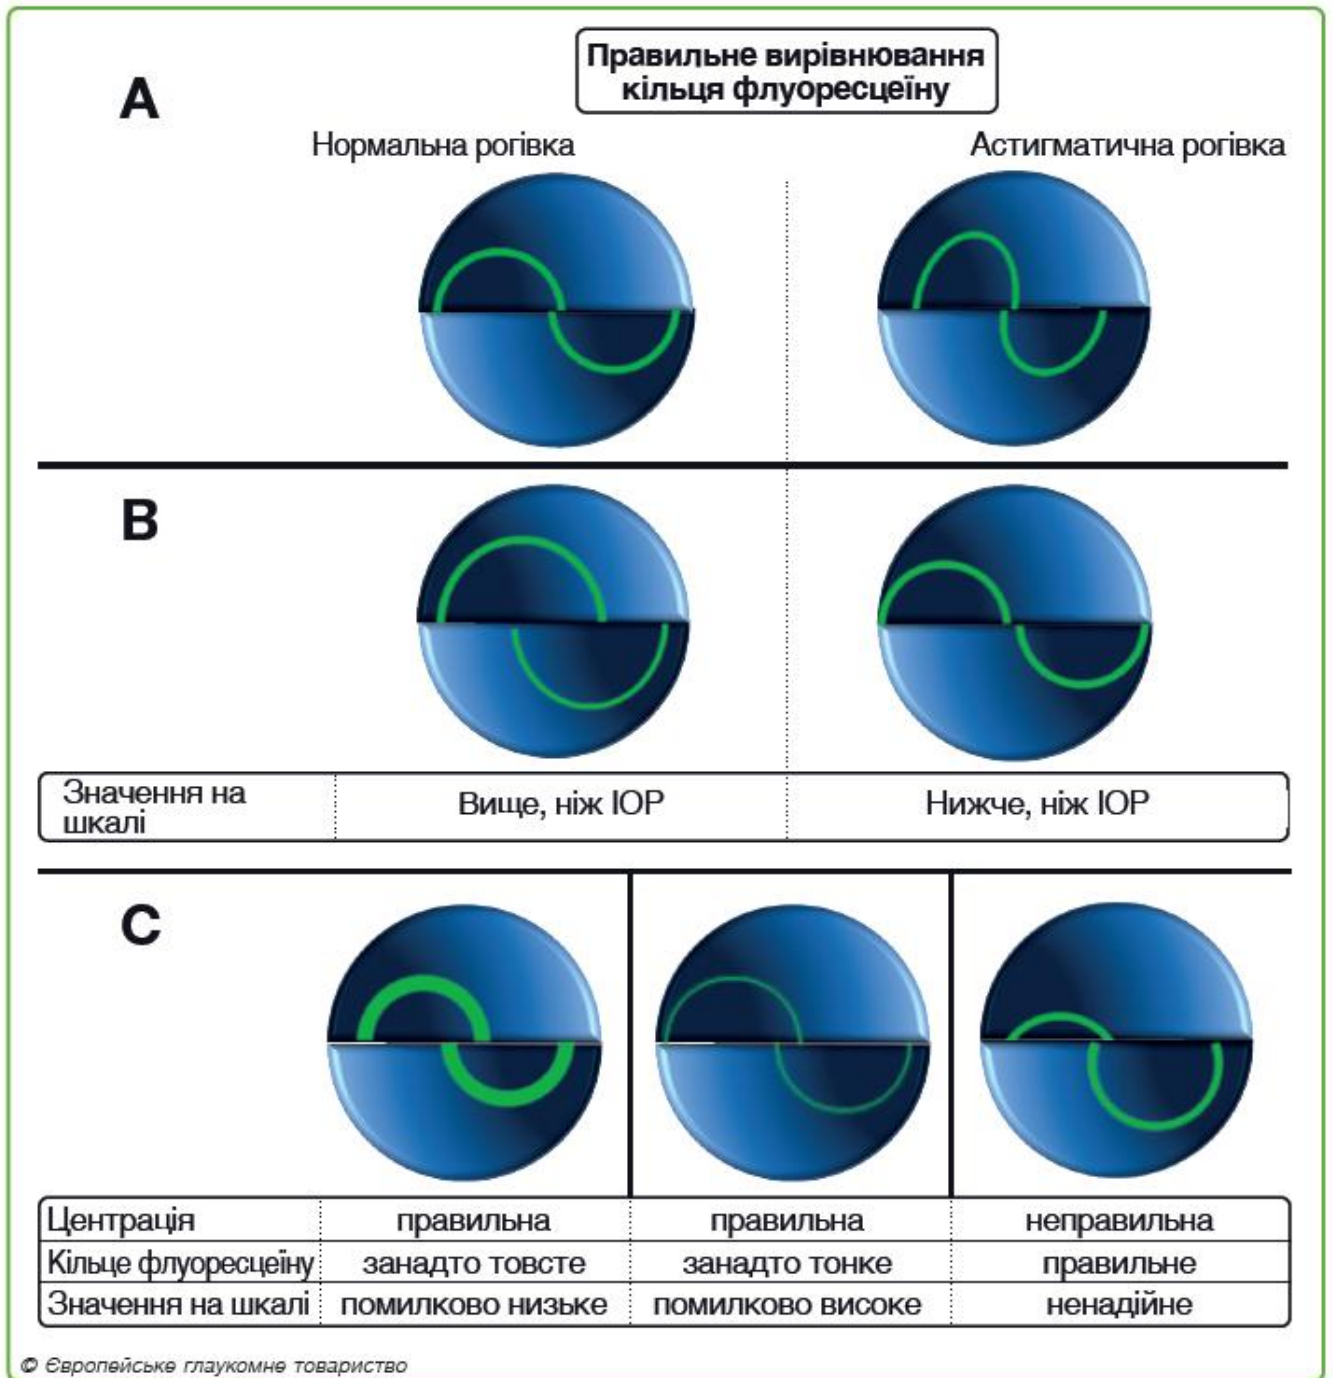 Правильне вирівнювання
кільця флуоресцеїну
A
Нормальна рогівка
Астигматична рогівка
B
Значення на
шкалі
Вище, ніж ІОР
Нижче, ніж ІОР
C
Центрація правильна правильна неправильна
Кільце флуоресцеїну занадто товсте занадто тонке правильне
Значення на шкалі помилково низьке помилково високе ненадійне
© Європейське глаукомне товариство